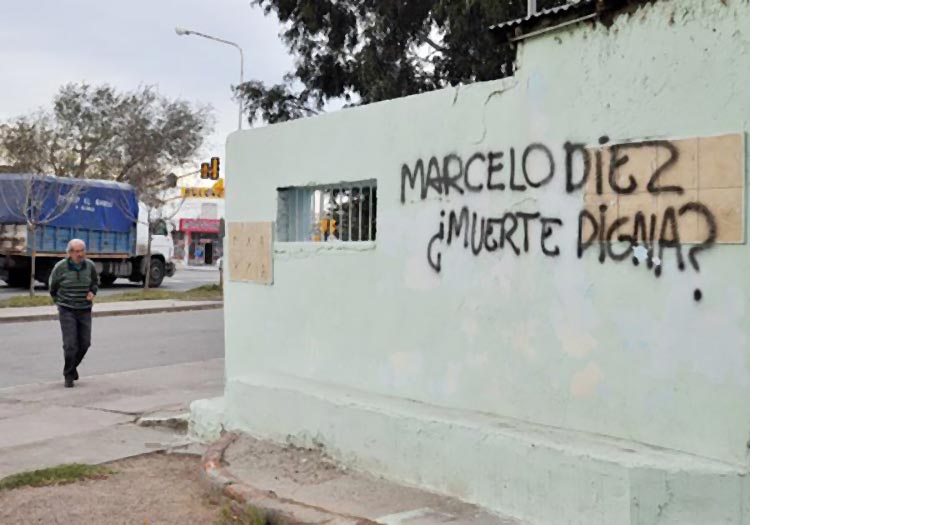 MARCELO DIEZ
¿MUERTE DIGNA?